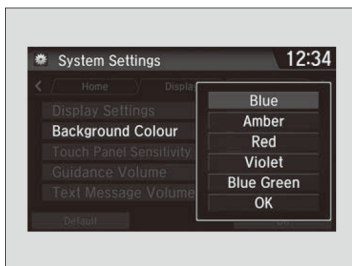 System Settings
12:34
Home
Display
Display Settings
Background Colour
Touch Panel Sensitivity
Guidance Volume
Text Message Volume
Default
Blue
Amber
Red
Violet
Blue Green
OK